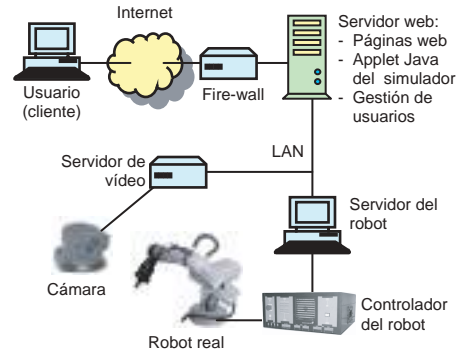 Internet
Usuario
(cliente)
Fire-wall
Servidor web:
- Páginas web
- Applet Java
del simulador
- Gestión de
usuarios
LAN
Servidor de
vídeo
Servidor del
robot
Cámara
Robot real
Controlador
del robot